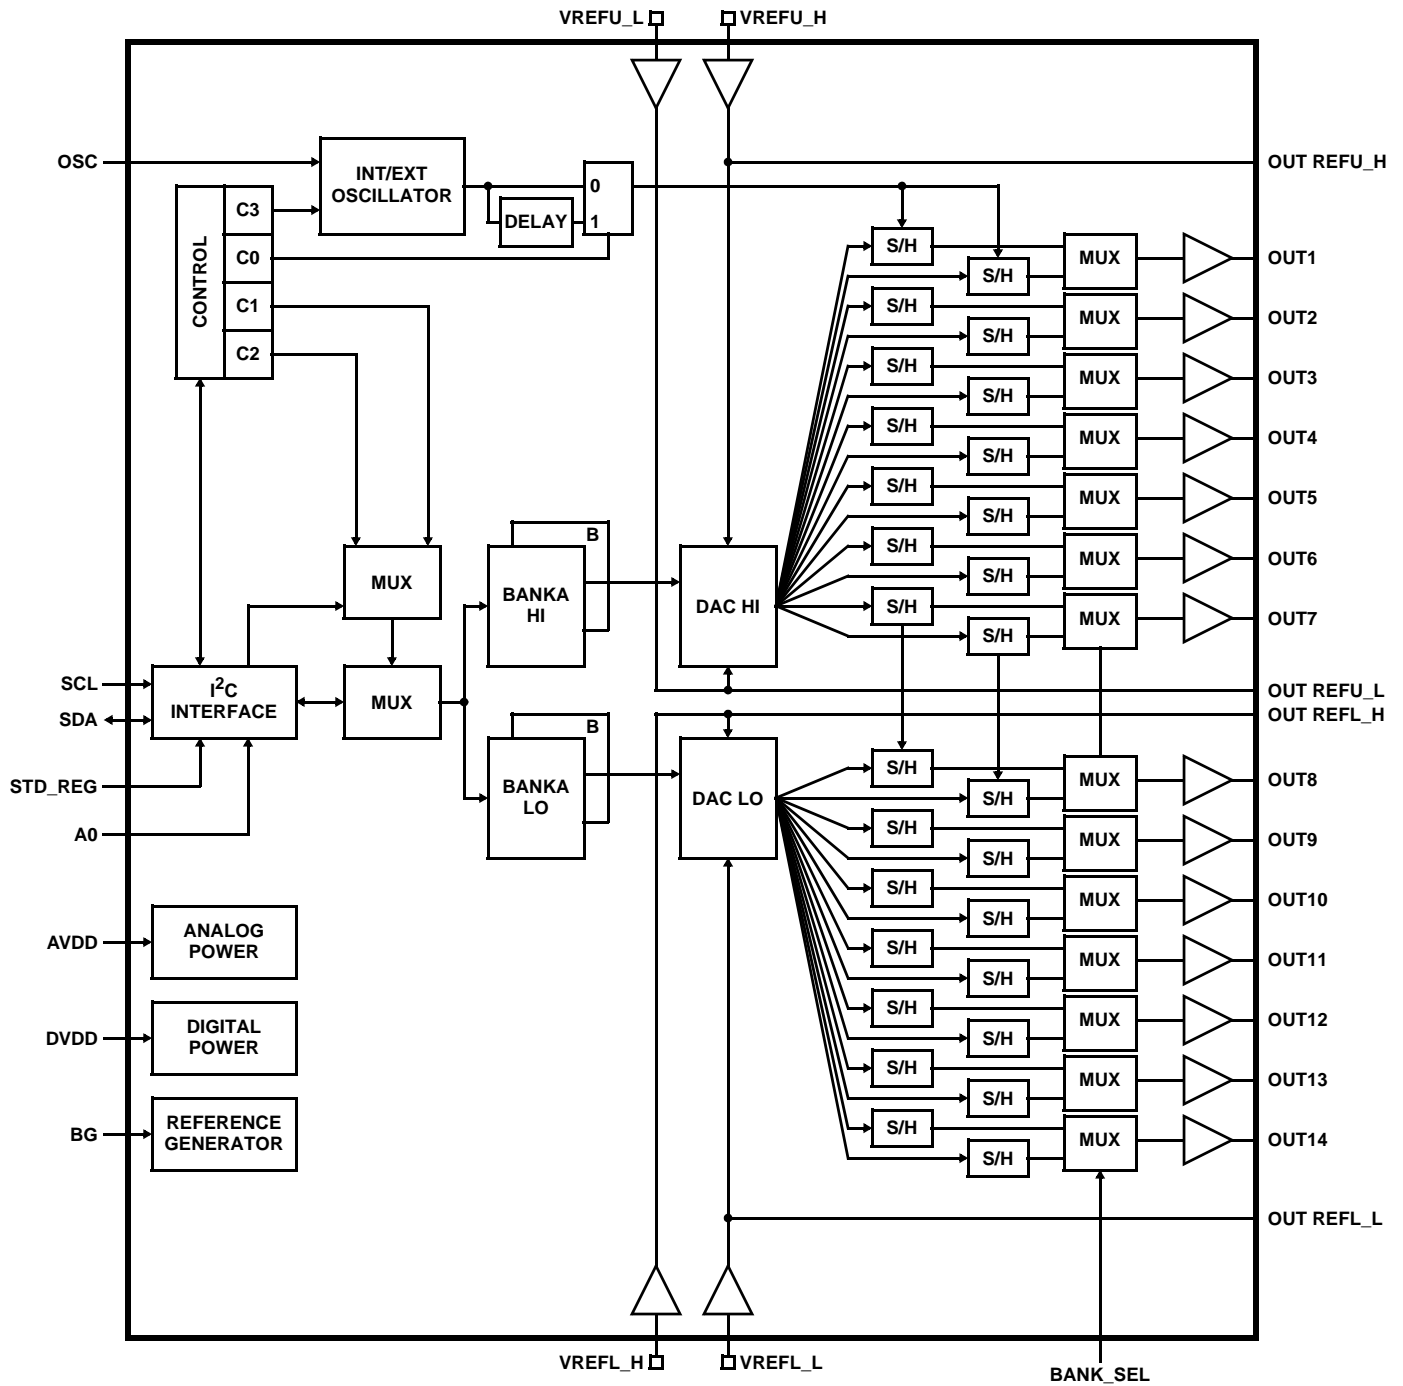 VREFU_L
VREFU_H
OSC
INT/EXT
OSCILLATOR
0
1
DELAY
OUT REFU_H
CONTROL
C3
C0
C1
C2
S/H
S/H
MUX
OUT1
S/H
S/H
MUX
OUT2
S/H
S/H
MUX
OUT3
S/H
S/H
MUX
OUT4
S/H
S/H
MUX
OUT5
S/H
S/H
MUX
OUT6
S/H
S/H
MUX
OUT7
MUX
B
BANKA
HI
DAC HI
SCL
SDA
I2C
INTERFACE
MUX
OUT REFU_L
OUT REFL_H
STD_REG
A0
B
BANKA
LO
DAC LO
S/H
S/H
MUX
OUT8
S/H
S/H
MUX
OUT9
S/H
S/H
MUX
OUT10
S/H
S/H
MUX
OUT11
S/H
S/H
MUX
OUT12
S/H
S/H
MUX
OUT13
S/H
S/H
MUX
OUT14
AVDD
ANALOG
POWER
DVDD
DIGITAL
POWER
BG
REFERENCE
GENERATOR
OUT REFL_L
VREFL_H
VREFL_L
BANK_SEL